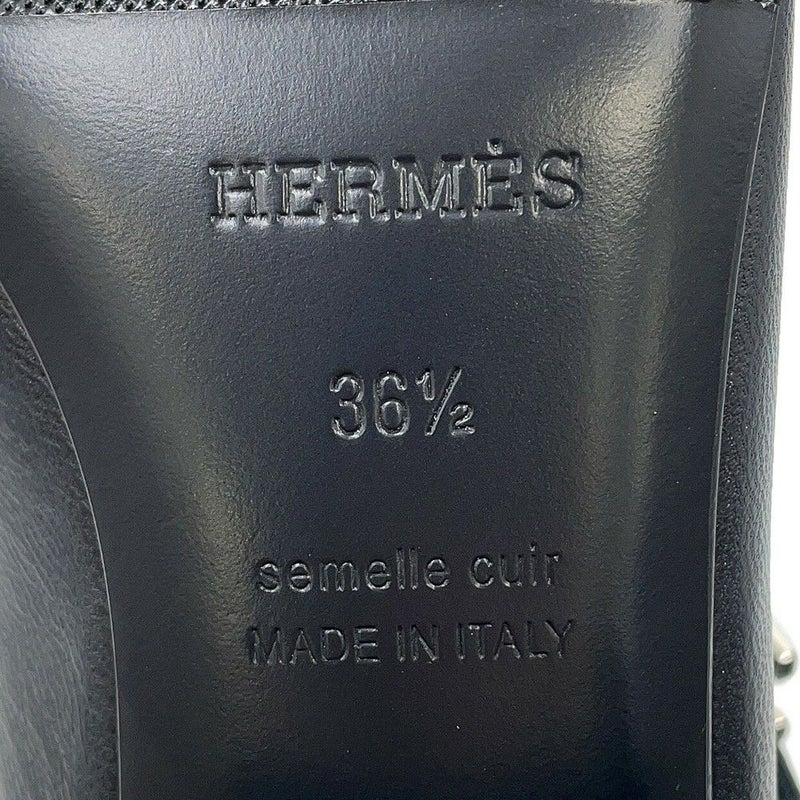 HERMÈS
36½
semelle cuir
MADE IN ITALY